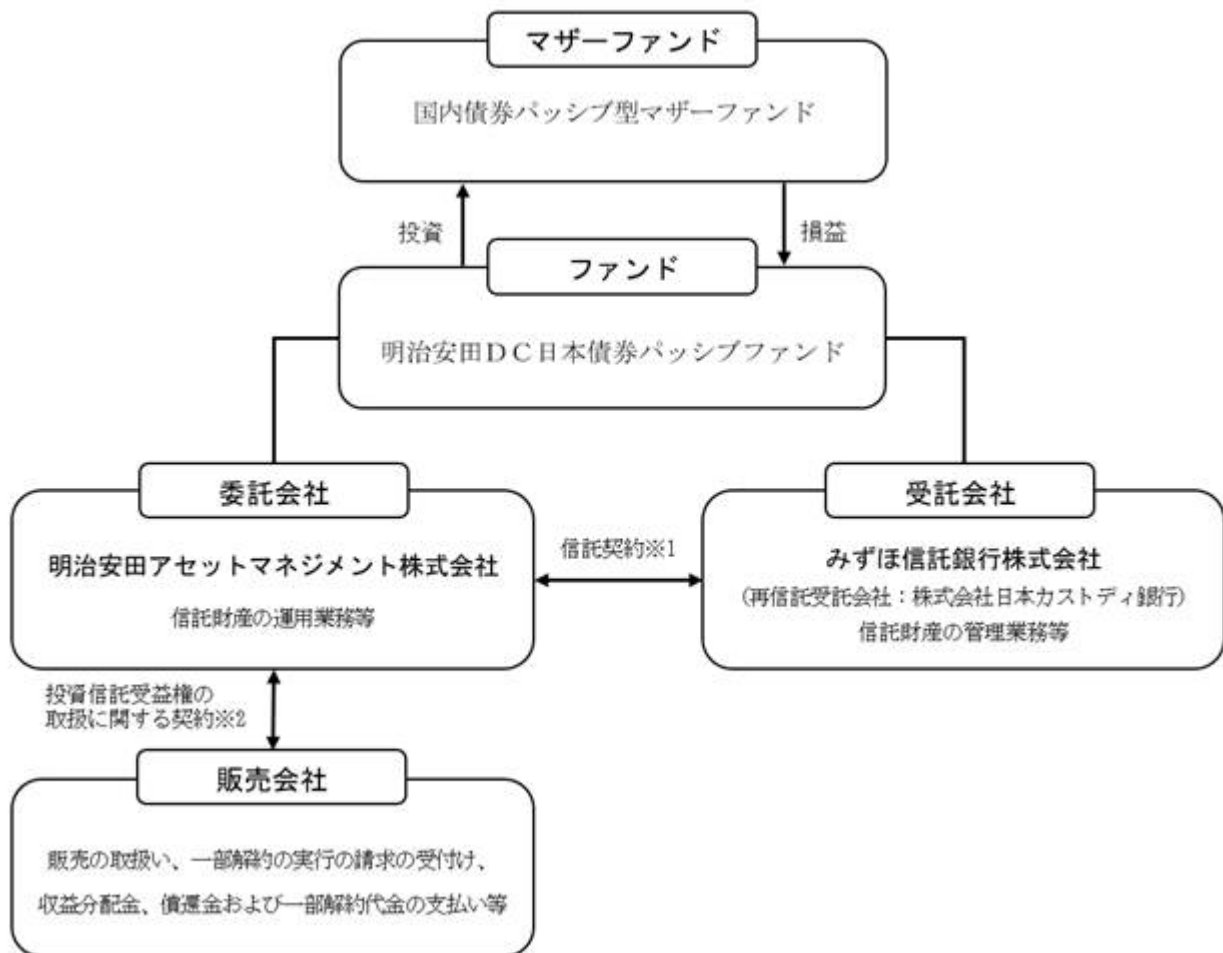 マザーファンド
国内債券パッシブ型マザーファンド
投資
損益
ファンド
明治安田ＤＣ日本債券パッシブファンド
委託会社
明治安田アセットマネジメント株式会社
信託財産の運用業務等
信託契約※1
受託会社
みずほ信託銀行株式会社
(再信託受託会社：株式会社日本カストディ銀行)
信託財産の管理業務等
投資信託受益権の
取扱に関する契約※2
販売会社
販売の取扱い、一部解約の実行の請求の受付け、
収益分配金、償還金および一部解約代金の支払い等